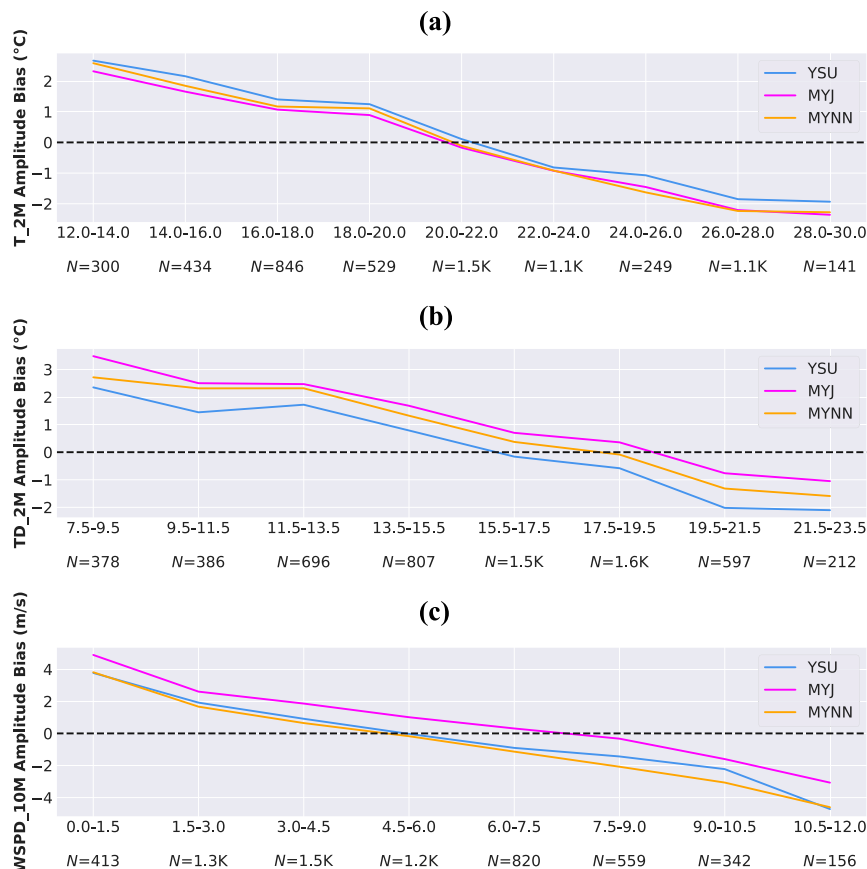 (a)
T_2M Amplitude Bias (°C)
2
1
0
−1
−2
YSU
MYJ
MYNN
12.0-14.0 14.0-16.0 16.0-18.0 18.0-20.0 20.0-22.0 22.0-24.0 24.0-26.0 26.0-28.0 28.0-30.0
N=300 N=434 N=846 N=529 N=1.5K N=1.1K N=249 N=1.1K N=141
(b)
TD_2M Amplitude Bias (°C)
3
2
1
0
−1
−2
YSU
MYJ
MYNN
7.5-9.5 9.5-11.5 11.5-13.5 13.5-15.5 15.5-17.5 17.5-19.5 19.5-21.5 21.5-23.5
N=378 N=386 N=696 N=807 N=1.5K N=1.6K N=597 N=212
(c)
WSPD_10M Amplitude Bias (m/s)
4
2
0
−2
−4
YSU
MYJ
MYNN
0.0-1.5 1.5-3.0 3.0-4.5 4.5-6.0 6.0-7.5 7.5-9.0 9.0-10.5 10.5-12.0
N=413 N=1.3K N=1.5K N=1.2K N=820 N=559 N=342 N=156